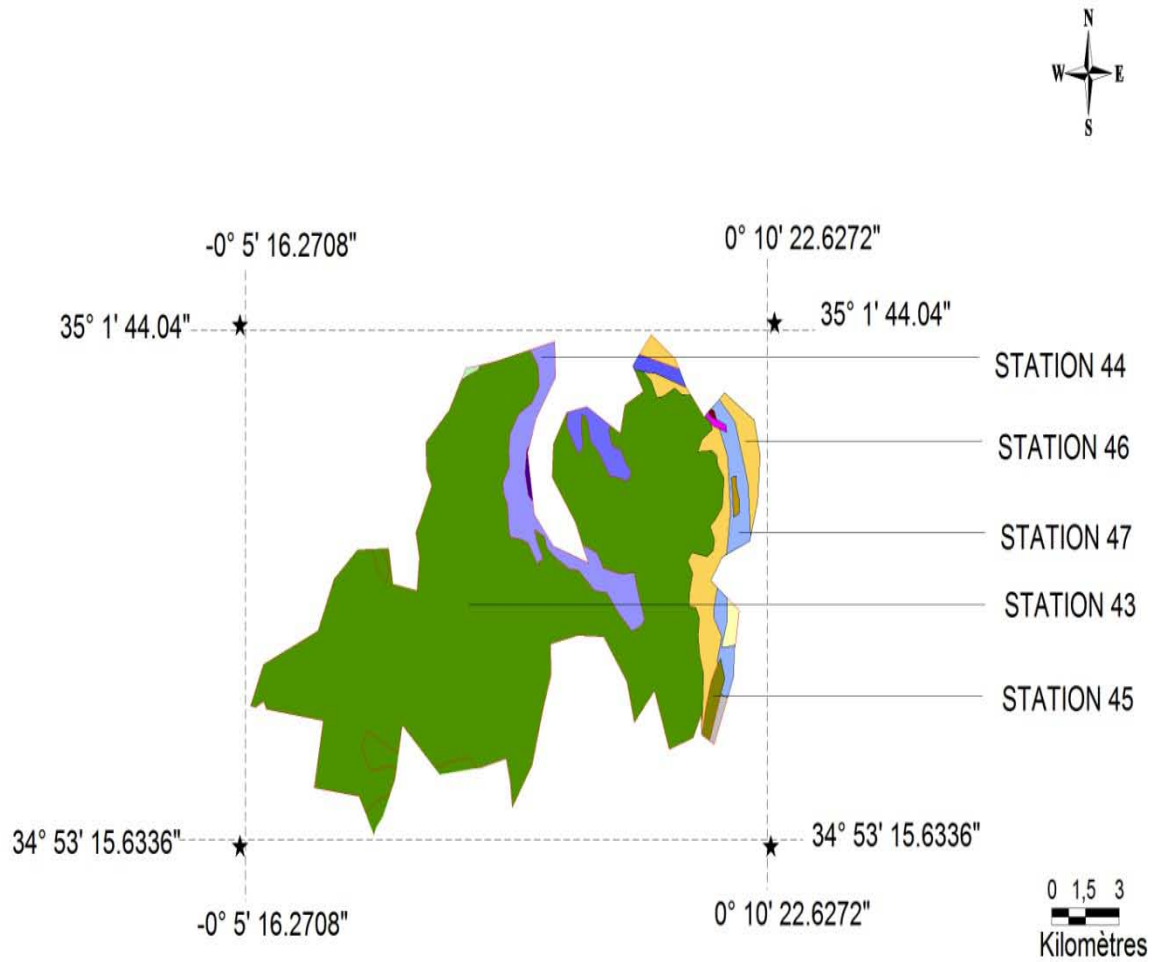 N
W E
S
-0° 5' 16.2708" 0° 10' 22.6272"
35° 1' 44.04" 35° 1' 44.04"
STATION 44
STATION 46
STATION 47
STATION 43
STATION 45
34° 53' 15.6336" 34° 53' 15.6336"
-0° 5' 16.2708" 0° 10' 22.6272"
0 1,5 3
Kilomètres